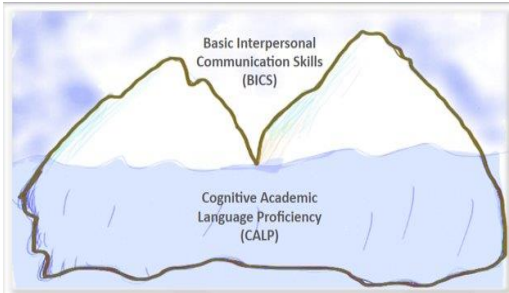 Basic Interpersonal
Communication Skills
(BICS)
Cognitive Academic
Language Proficiency
(CALP)